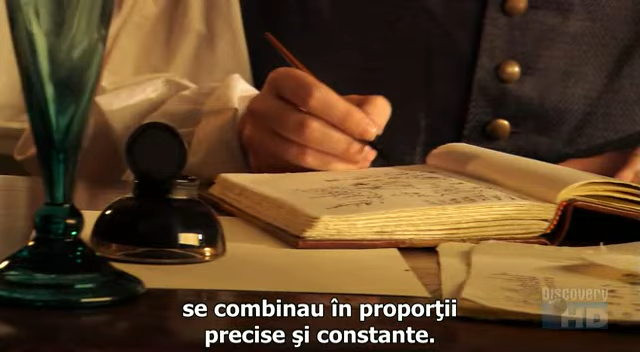 Discovery
HD
se combinau în proporţii
precise şi constante.